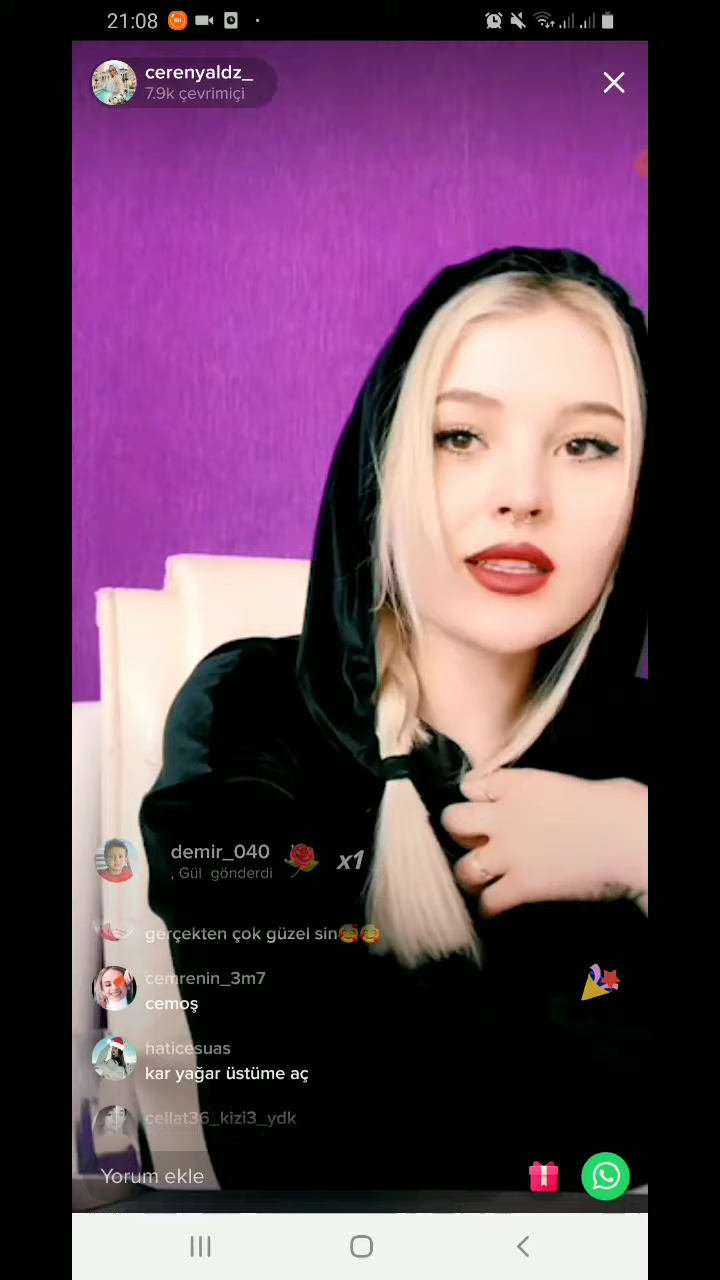 21:08
cerenyaldz_
7.9k çevrimiçi
demir_040
, Gül gönderdi
x1
gerçekten çok güzel sin🥰🥰
cemrenin_3m7
cemoş
haticesuas
kar yağar üstüme aç
cellat36_kizi3_ydk
Yorum ekle